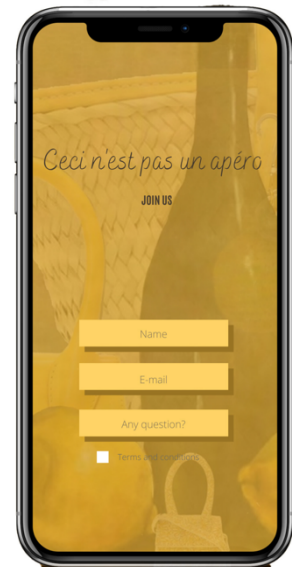 Ceci n'est pas un apéro
JOIN US
Name
E-mail
Any question?
Terms and conditions